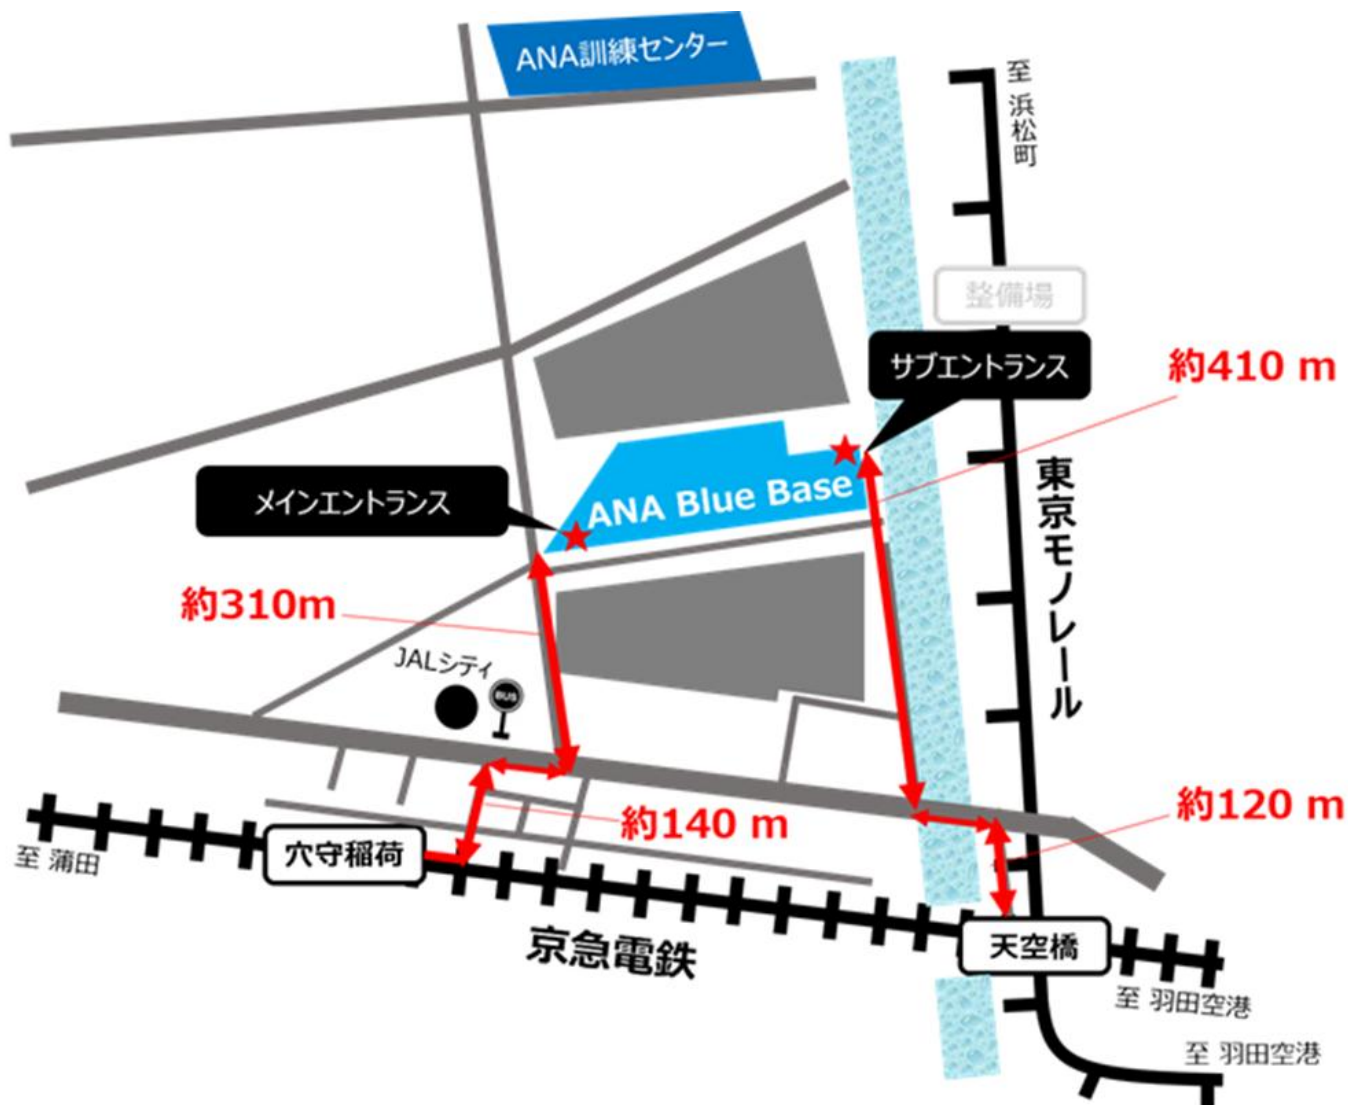 ANA訓練センター
至 浜松町
整備場
サブエントランス
約410 m
メインエントランス
ANA Blue Base
東京モノレール
約310m
JALシティ
BUS
約120 m
約140 m
穴守稲荷
至 蒲田
京急電鉄
天空橋
至 羽田空港
至 羽田空港